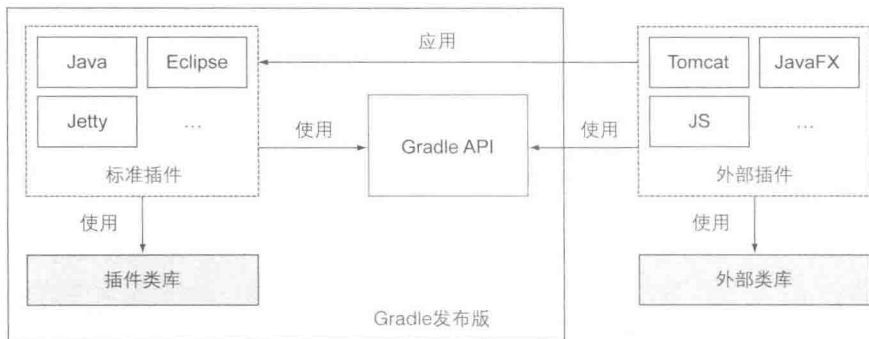 应用
Java
Eclipse
Jetty
…
标准插件
使用
Gradle API
使用
Tomcat
JavaFX
JS
…
外部插件
使用
使用
插件类库
外部类库
Gradle发布版